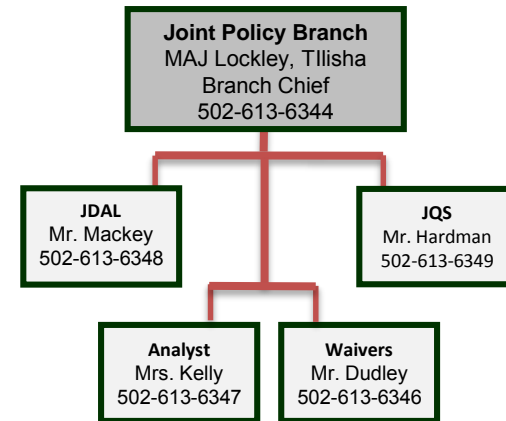 Joint Policy Branch
MAJ Lockley, TIlisha
Branch Chief
502-613-6344
JDAL
Mr. Mackey
502-613-6348
JQS
Mr. Hardman
502-613-6349
Analyst
Mrs. Kelly
502-613-6347
Waivers
Mr. Dudley
502-613-6346